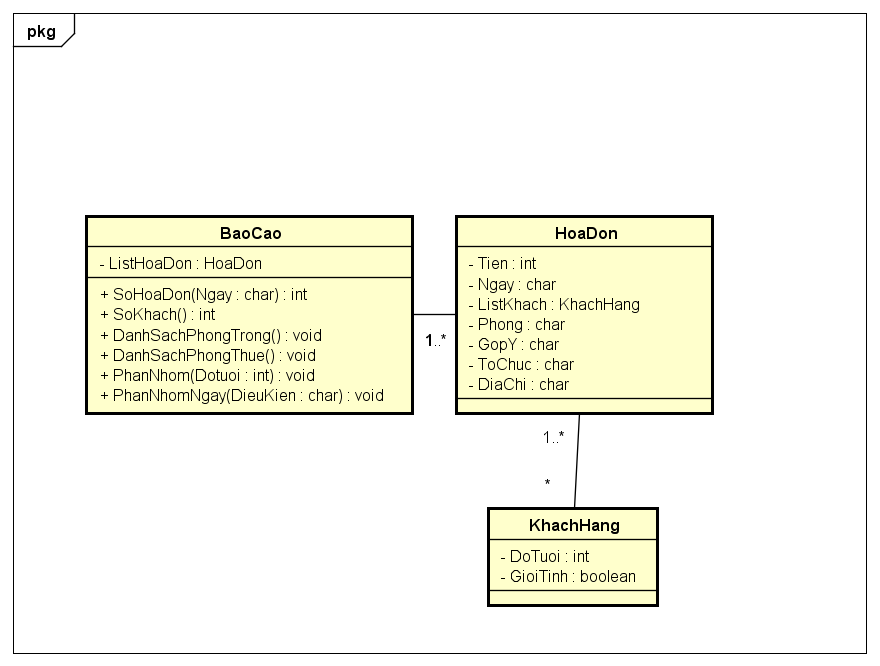 pkg
BaoCao
- ListHoaDon : HoaDon
+ SoHoaDon(Ngay : char) : int
+ SoKhach() : int
+ DanhSachPhongTrong() : void
+ DanhSachPhongThue() : void
+ PhanNhom(Dotuoi : int) : void
+ PhanNhomNgay(DieuKien : char) : void
1..*
HoaDon
- Tien : int
- Ngay : char
- ListKhach : KhachHang
- Phong : char
- GopY : char
- ToChuc : char
- DiaChi : char
1..*
*
KhachHang
- DoTuoi : int
- GioiTinh : boolean